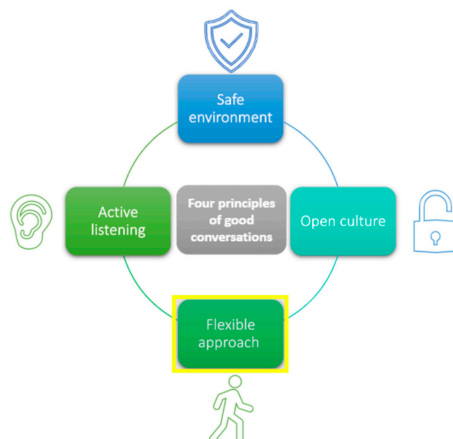 Safe
environment
Active
listening
Four principles
of good
conversations
Open culture
Flexible
approach